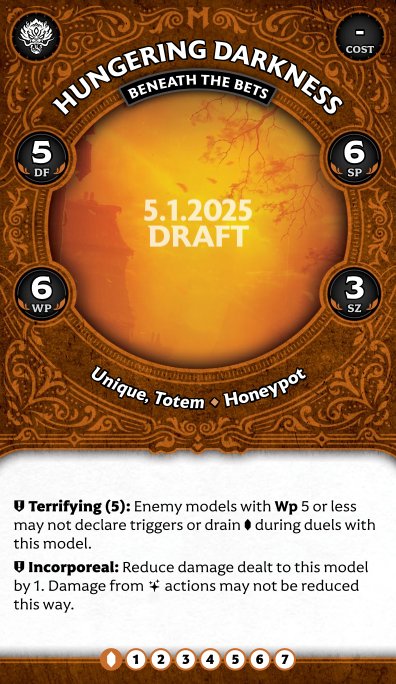 -
COST
HUNGERING DARKNESS
BENEATH THE BETS
5
DF
6
SP
5.1.2025
DRAFT
6
WP
3
SZ
Unique, Totem ◆ Honeypot
Terrifying (5): Enemy models with Wp 5 or less
may not declare triggers or drain during duels with
this model.
Incorporeal: Reduce damage dealt to this model
by 1. Damage from actions may not be reduced
this way.
1 2 3 4 5 6 7